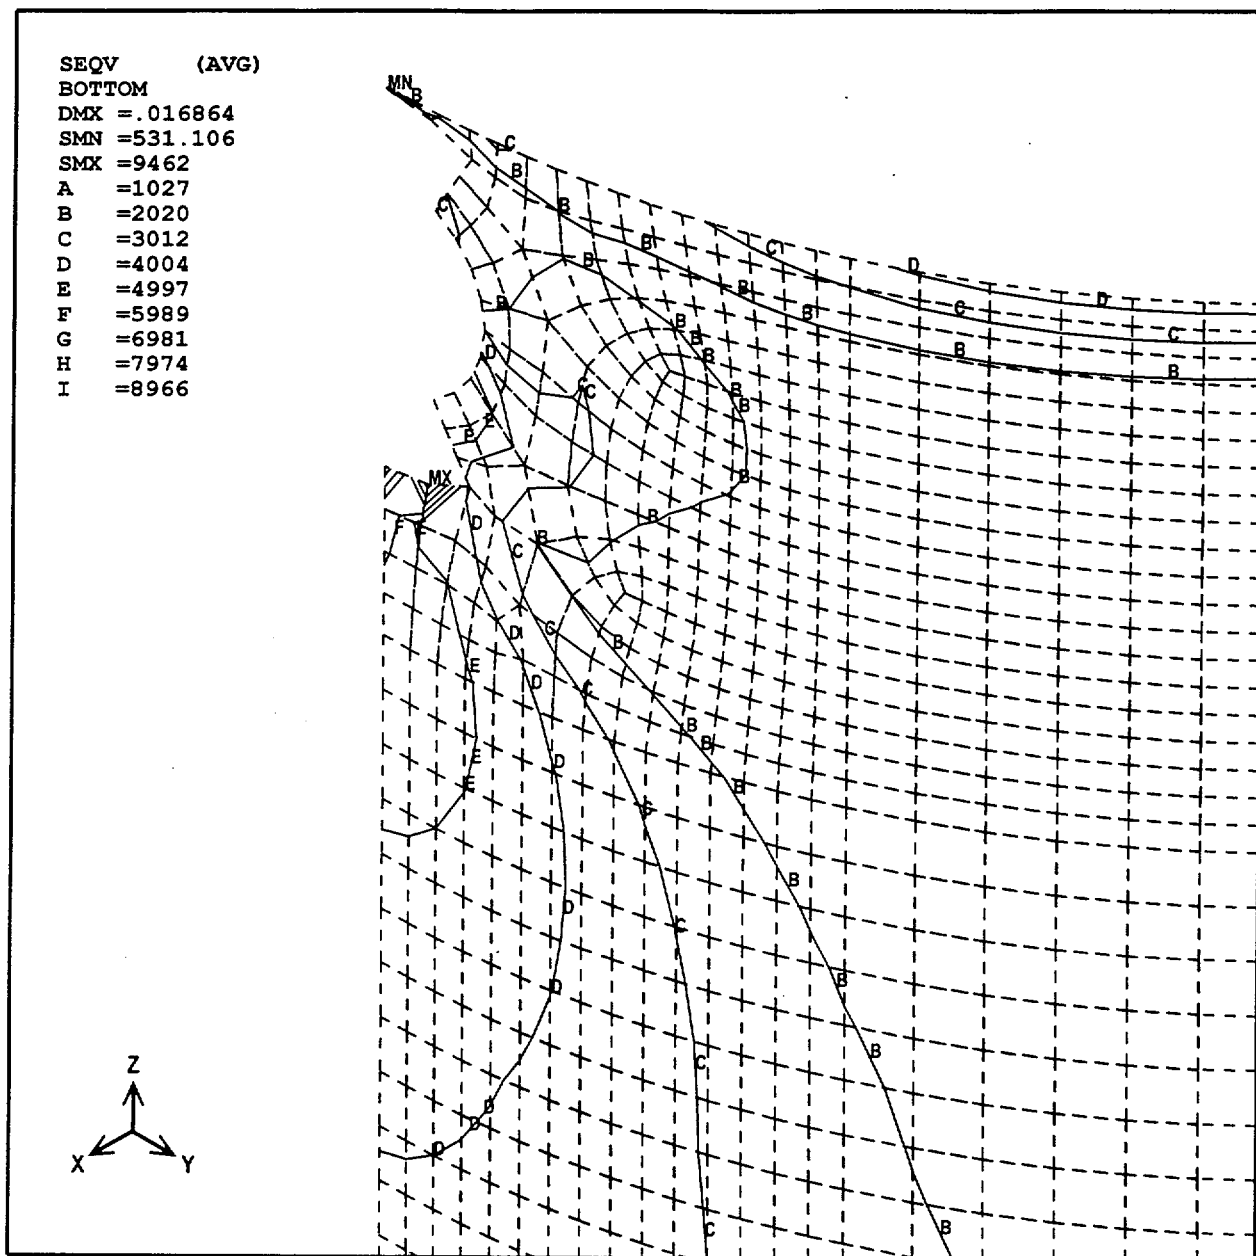 SEQV (AVG)
BOTTOM
DMX =.016864
SMN =531.106
SMX =9462
A =1027
B =2020
C =3012
D =4004
E =4997
F =5989
G =6981
H =7974
I =8966
MN
B
C
B
C
B
B
C
D
B
D
B
B
C
B
B
C
D
B
B
B
B
C
C
B
B
E
F
MX
B
D
B
F
F
C
B
D
C
B
E
D
C
B
B
E
D
E
B
C
B
D
C
B
D
B
C
D
D
D
C
B
Z
X
Y